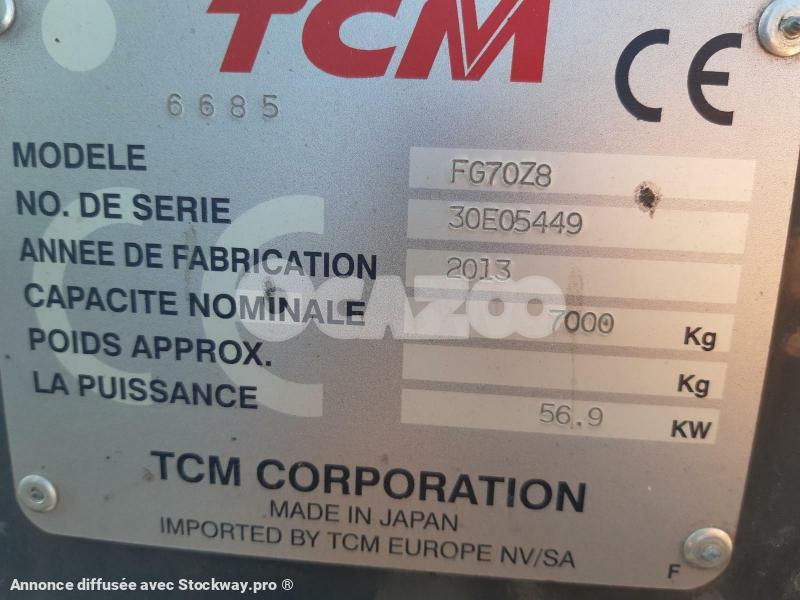 TCM
CE
6685
MODELE FG70Z8
NO. DE SERIE 30E05449
ANNEE DE FABRICATION 2013
CAPACITE NOMINALE 7000 Kg
POIDS APPROX. Kg
LA PUISSANCE 56.9 KW
TCM CORPORATION
MADE IN JAPAN
IMPORTED BY TCM EUROPE NV/SA
F
OCAZOO
Annonce diffusée avec Stockway.pro ®